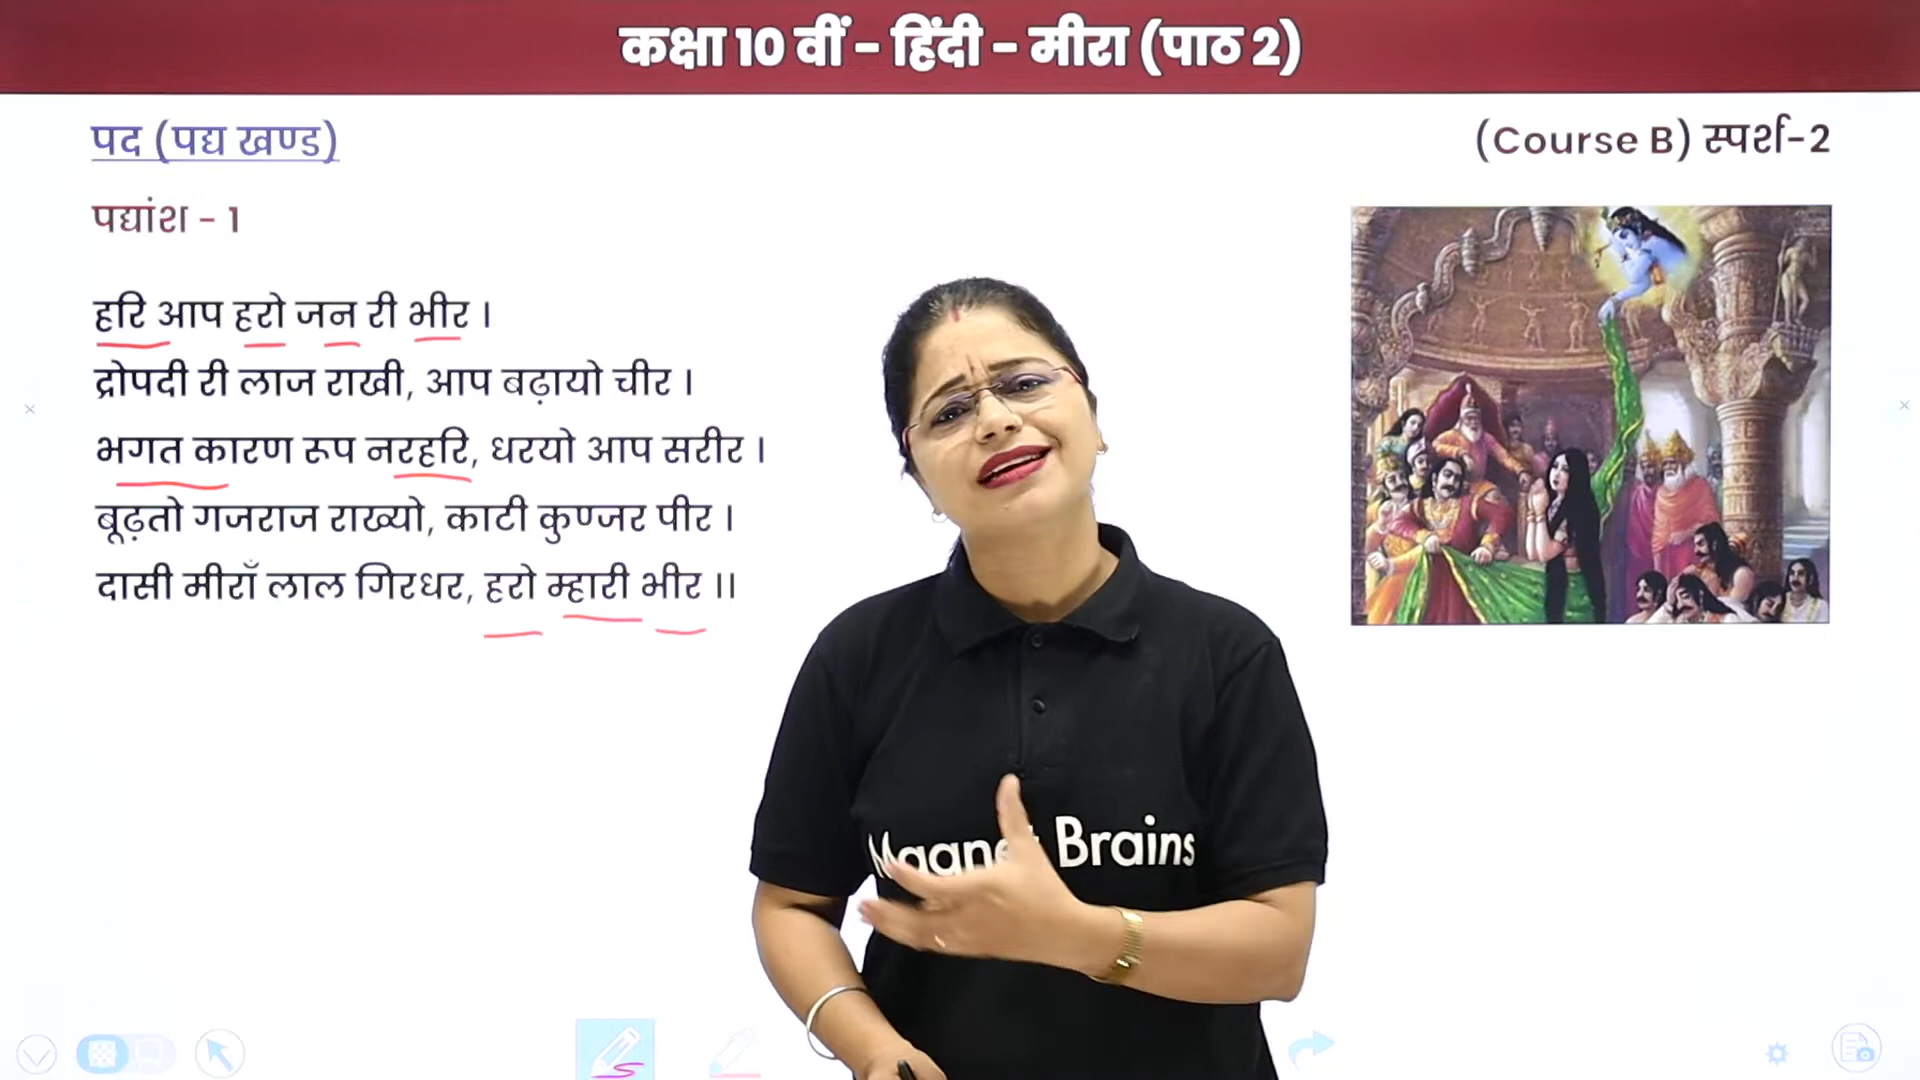 कक्षा 10 वीं - हिंदी - मीरा (पाठ 2)
पद (पद्य खण्ड)
(Course B) स्पर्श-2
पद्यांश - 1
हरि आप हरो जन री भीर ।
द्रोपदी री लाज राखी, आप बढ़ायो चीर ।
भगत कारण रूप नरहरि, धरयो आप सरीर ।
बूढ़तो गजराज राख्यो, काटी कुण्जर पीर ।
दासी मीराँ लाल गिरधर, हरो म्हारी भीर ।।
Brains